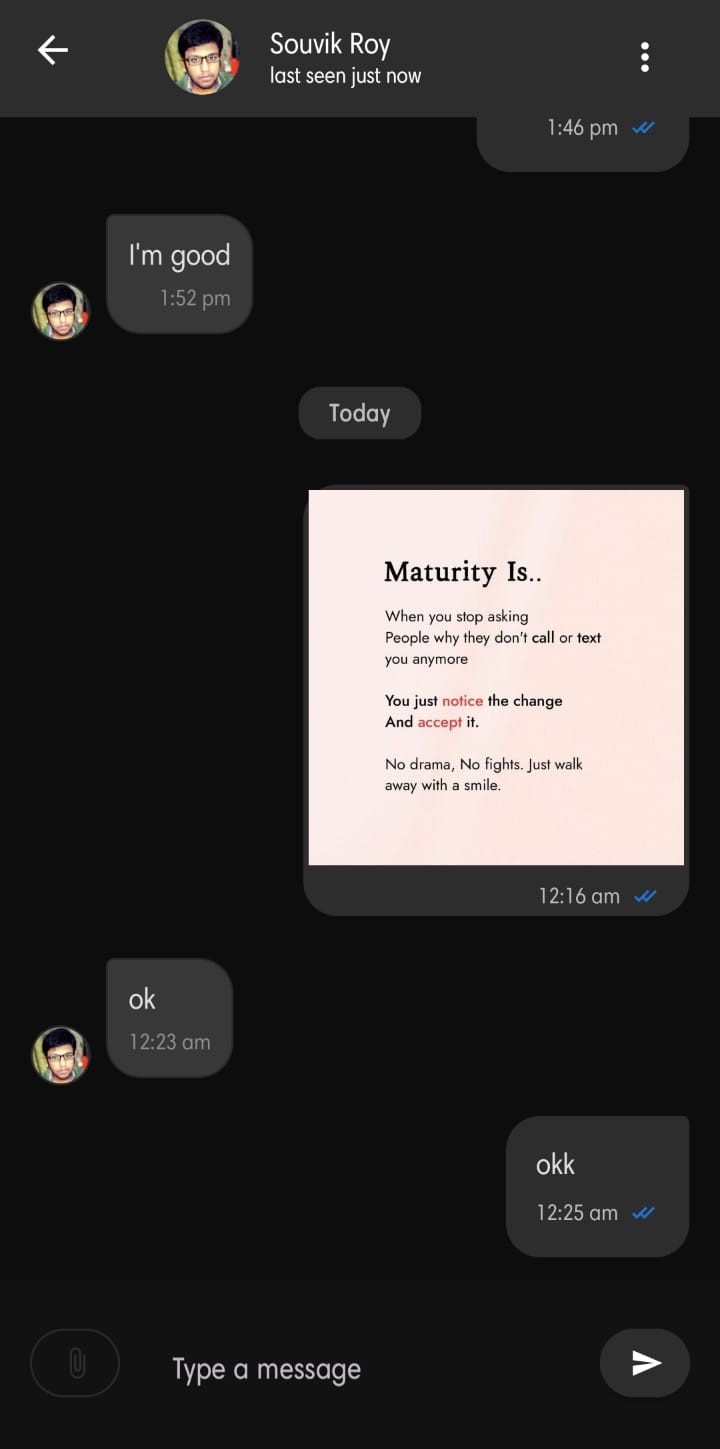 Souvik Roy
last seen just now
1:46 pm
I'm good
1:52 pm
Today
Maturity Is..
When you stop asking
People why they don't call or text
you anymore
You just notice the change
And accept it.
No drama, No fights. Just walk
away with a smile.
12:16 am
ok
12:23 am
okk
12:25 am
Type a message